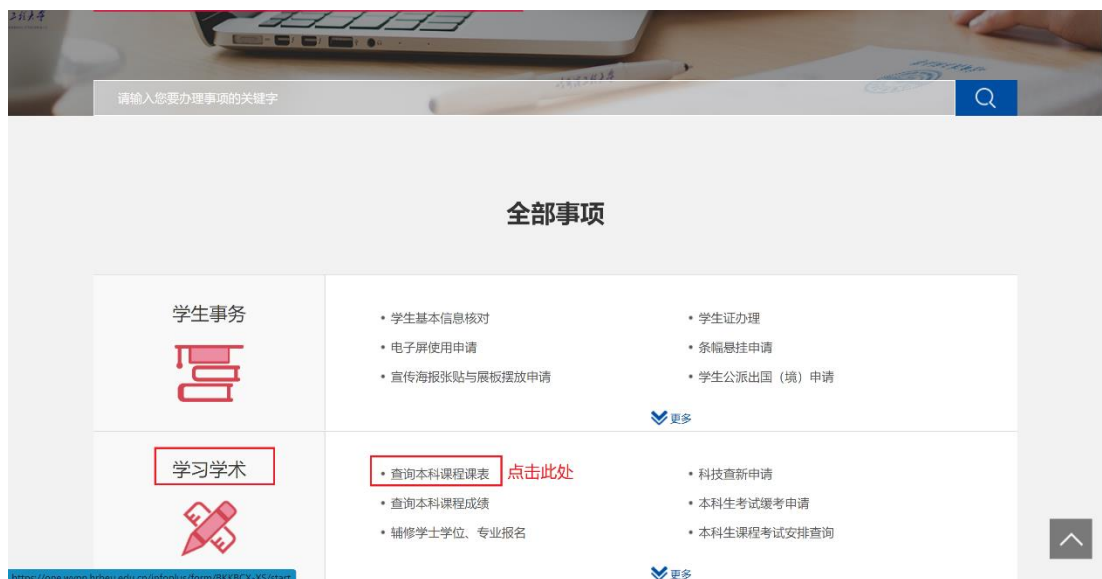 请输入您要办理事项的关键字
全部事项
学生事务
• 学生基本信息核对
• 学生证办理
• 电子屏使用申请
• 条幅悬挂申请
• 宣传海报张贴与展板摆放申请
• 学生公派出国（境）申请
更多
学习学术
• 查询本科课程课表 点击此处
• 科技查新申请
• 查询本科课程成绩
• 本科生考试缓考申请
• 辅修学士学位、专业报名
• 本科生课程考试安排查询
更多